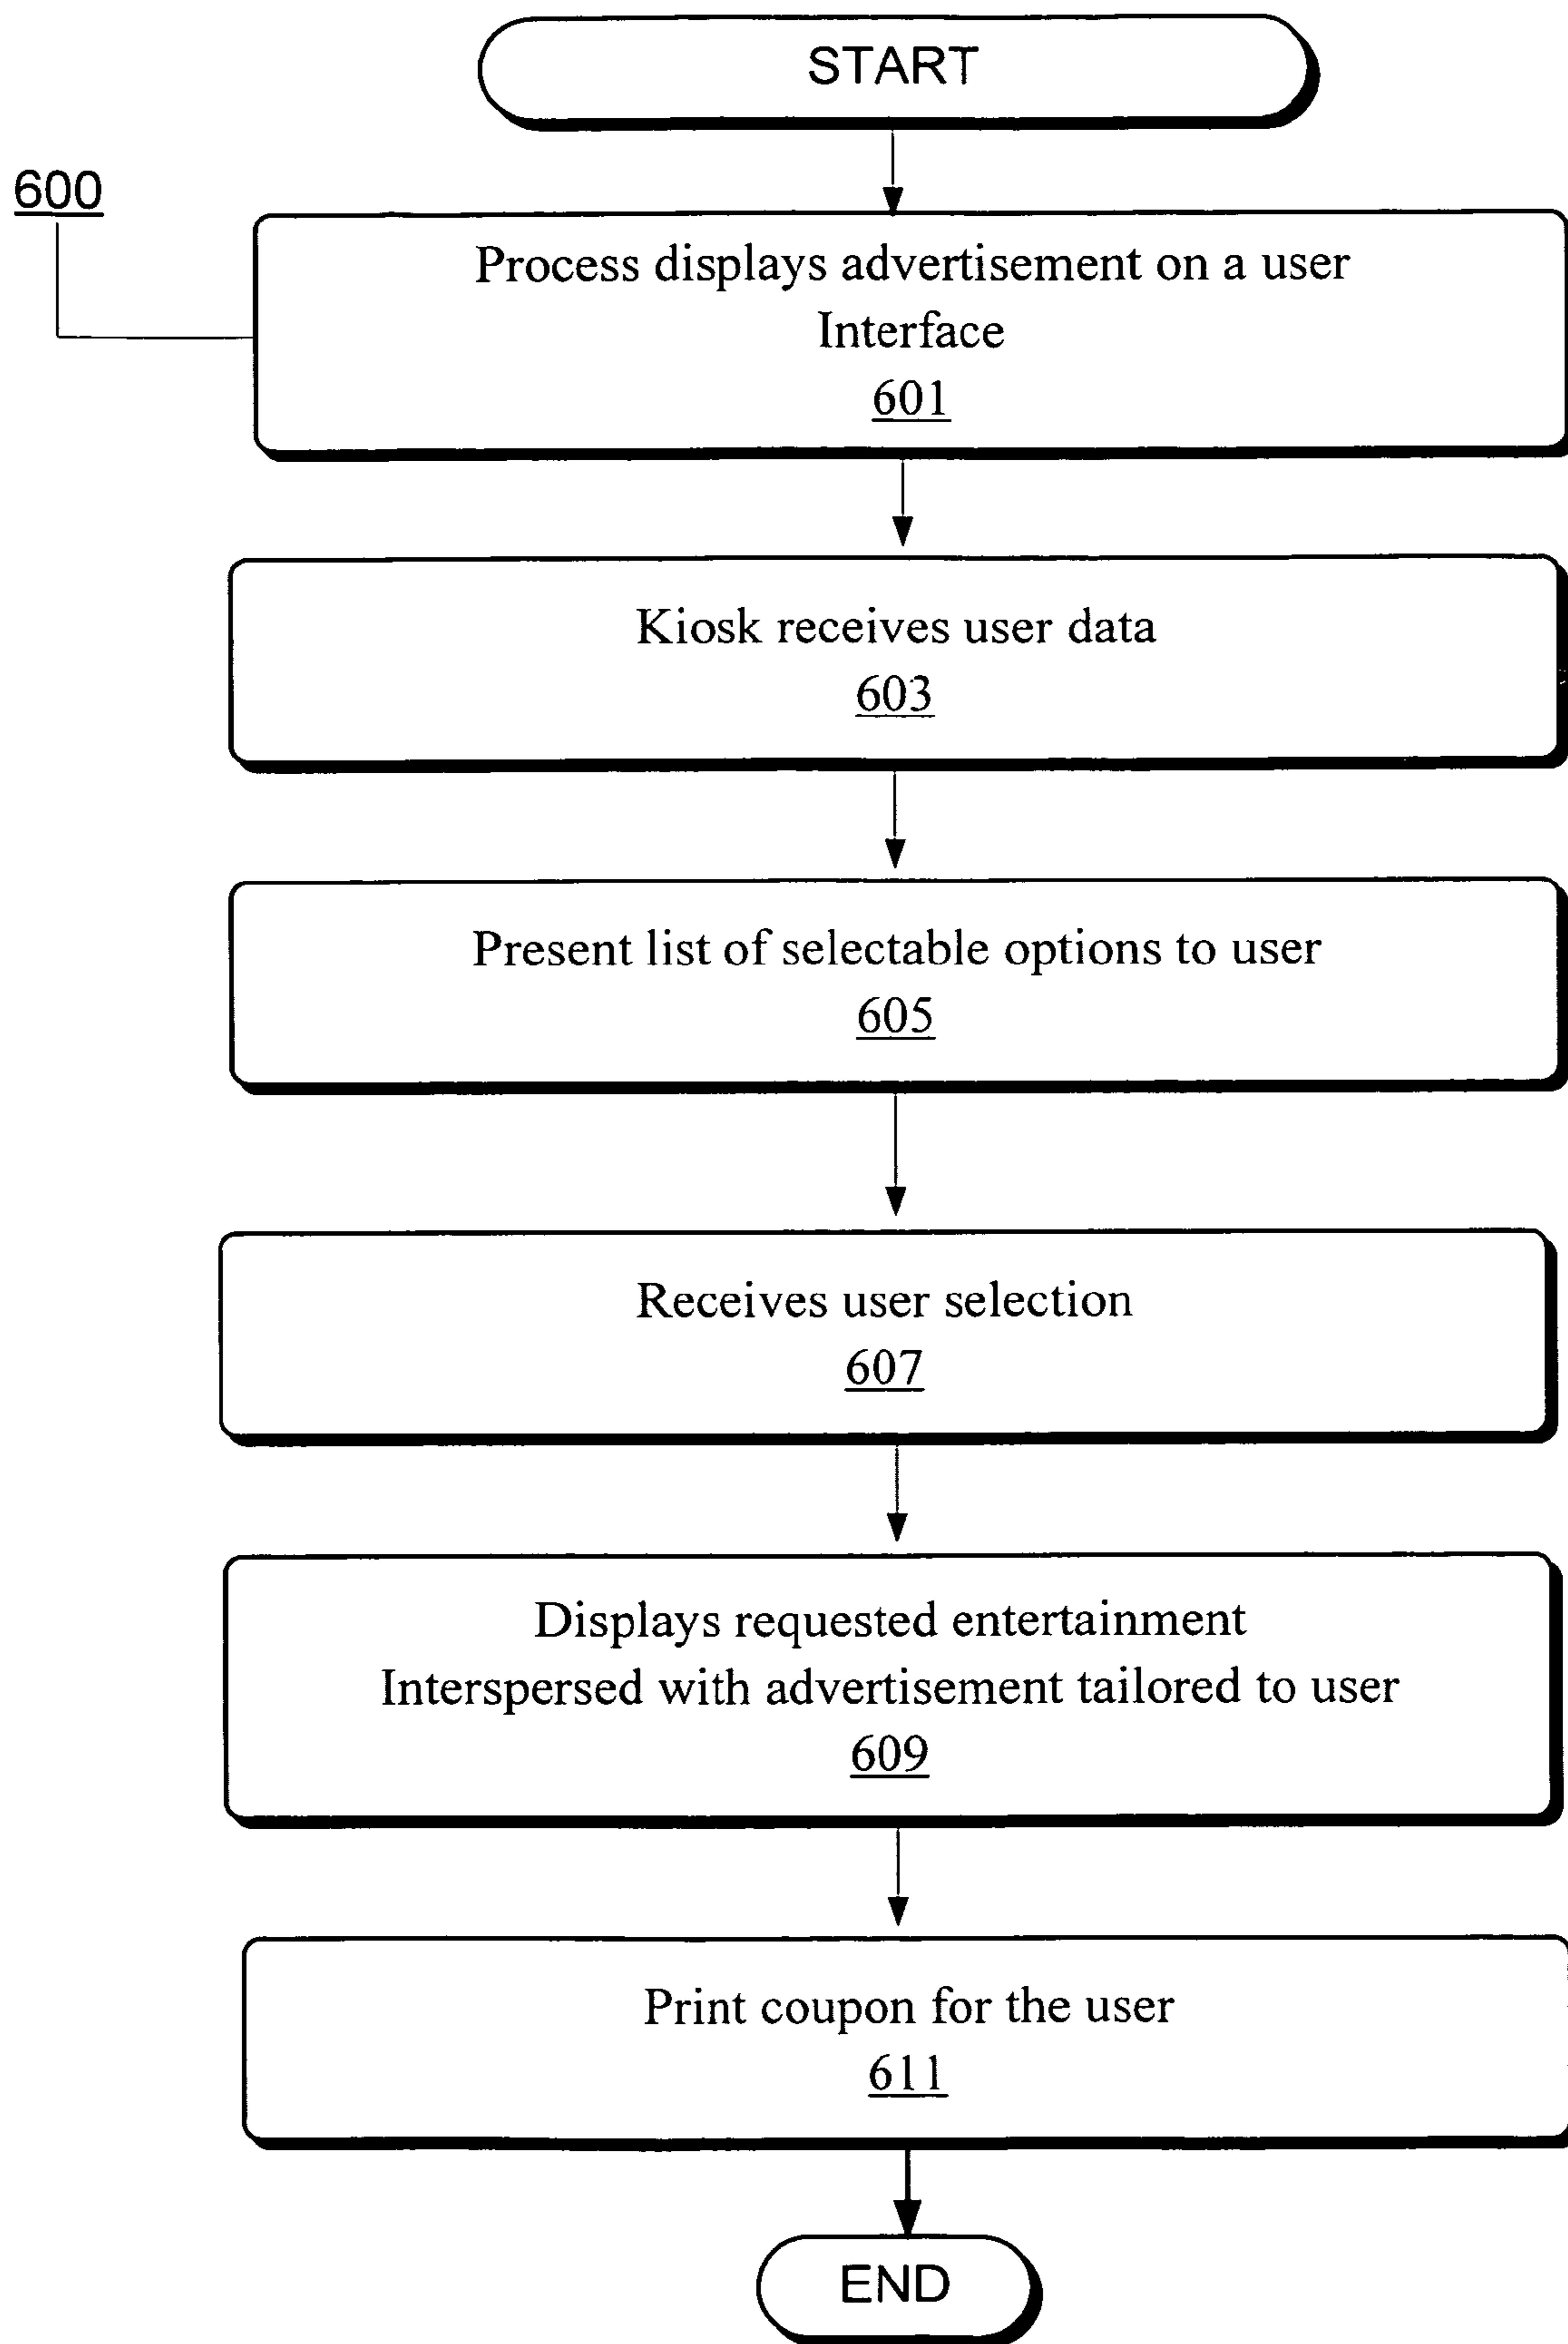 START
600
Process displays advertisement on a user
Interface
601
Kiosk receives user data
603
Present list of selectable options to user
605
Receives user selection
607
Displays requested entertainment
Interspersed with advertisement tailored to user
609
Print coupon for the user
611
END